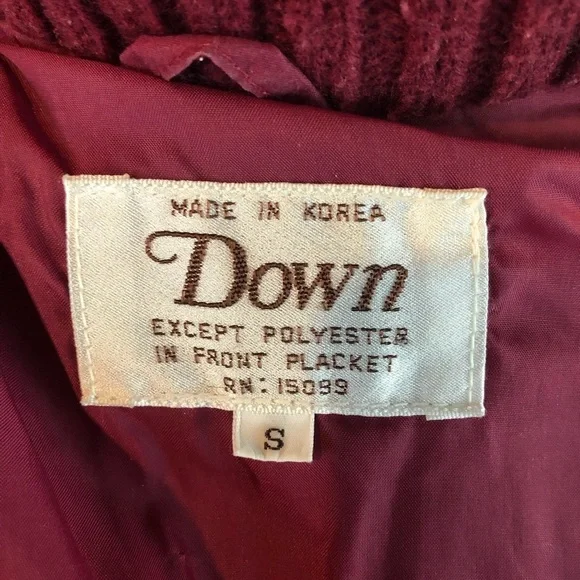 MADE IN KOREA
Down
EXCEPT POLYESTER
IN FRONT PLACKET
RN: 15099
S